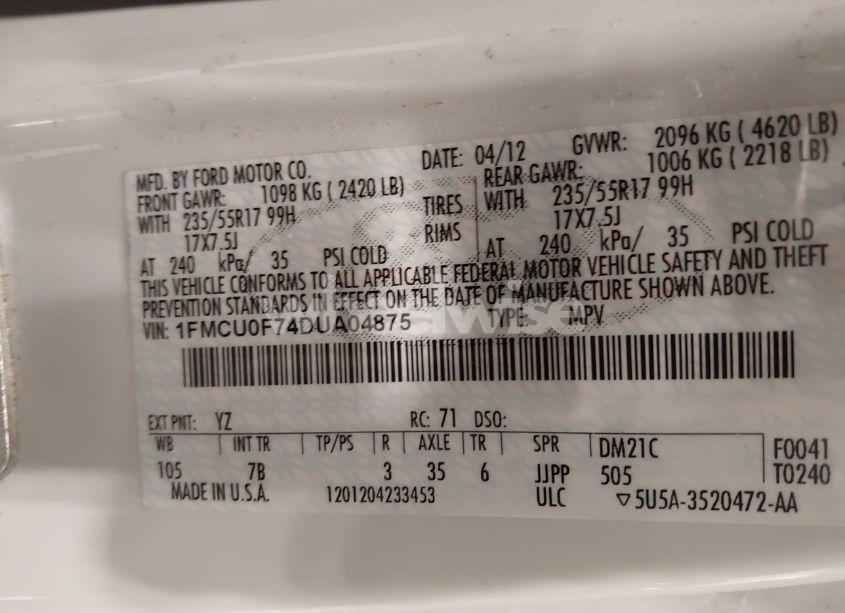 MFD. BY FORD MOTOR CO. DATE: 04/12 GVWR: 2096 KG ( 4620 LB)
FRONT GAWR: 1098 KG ( 2420 LB) REAR GAWR: 1006 KG ( 2218 LB)
WITH 235/55R17 99H TIRES WITH 235/55R17 99H
17X7.5J RIMS 17X7.5J
AT 240 kPa/ 35 PSI COLD AT 240 kPa/ 35 PSI COLD
THIS VEHICLE CONFORMS TO ALL APPLICABLE FEDERAL MOTOR VEHICLE SAFETY AND THEFT
PREVENTION STANDARDS IN EFFECT ON THE DATE OF MANUFACTURE SHOWN ABOVE.
VIN: 1FMCU0F74DUA04875 TYPE: MPV
EXT PNT: YZ RC: 71 DSO:
WB INT TR TP/PS R AXLE TR SPR DM21C F0041
105 7B 3 35 6 JJPP 505 T0240
MADE IN U.S.A. 1201204233453 ULC ▽5U5A-3520472-AA